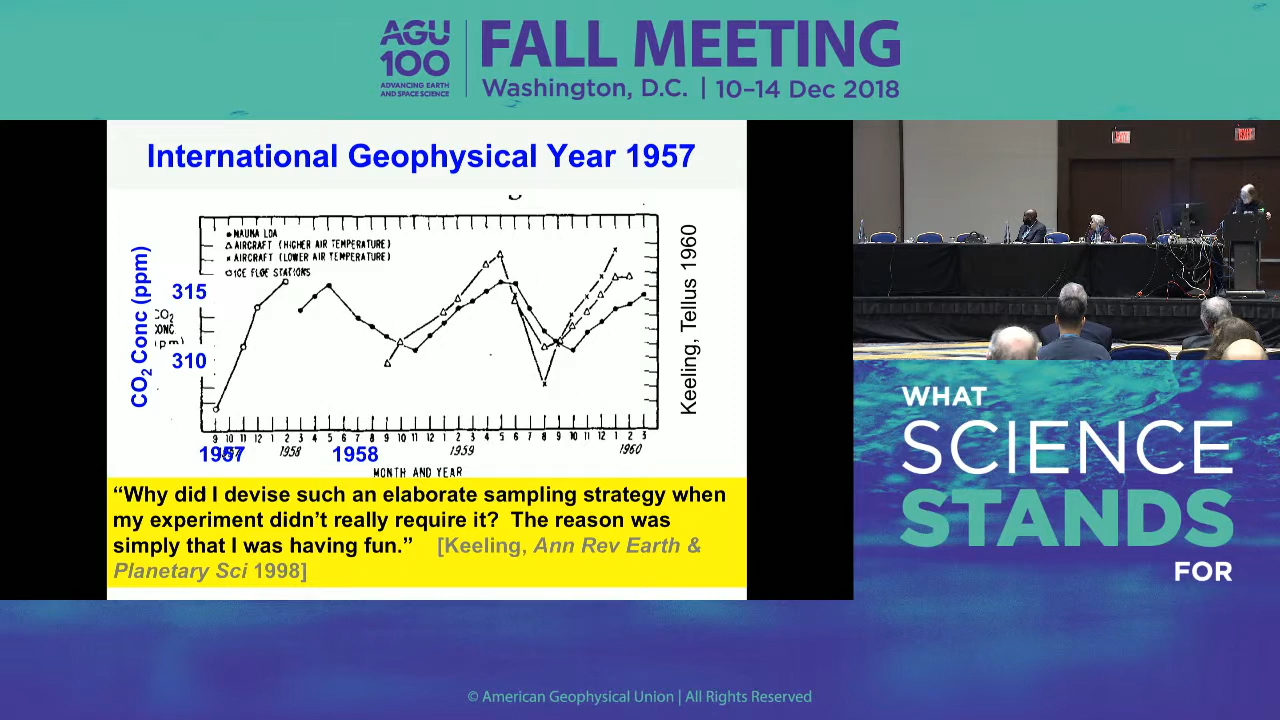 AGU
100
ADVANCING EARTH
AND SPACE SCIENCE
FALL MEETING
Washington, D.C. | 10–14 Dec 2018
International Geophysical Year 1957
MAUNA LOA
AIRCRAFT (HIGHER AIR TEMPERATURE)
AIRCRAFT (LOWER AIR TEMPERATURE)
ICE FLOE STATIONS
CO2 Conc (ppm)
315
CO2
CONC.
310
Keeling, Tellus 1960
9 10 11 12 1 2 3 4 5 6 7 8 9 10 11 12 1 2 3 4 5 6 7 8 9 10 11 12 1 2 3
1957 1958 1958 1959 1960
MONTH AND YEAR
“Why did I devise such an elaborate sampling strategy when
my experiment didn’t really require it?  The reason was
simply that I was having fun.” [Keeling, Ann Rev Earth &
Planetary Sci 1998]
EXIT
EXIT
WHAT
SCIENCE
STANDS
FOR
© American Geophysical Union | All Rights Reserved